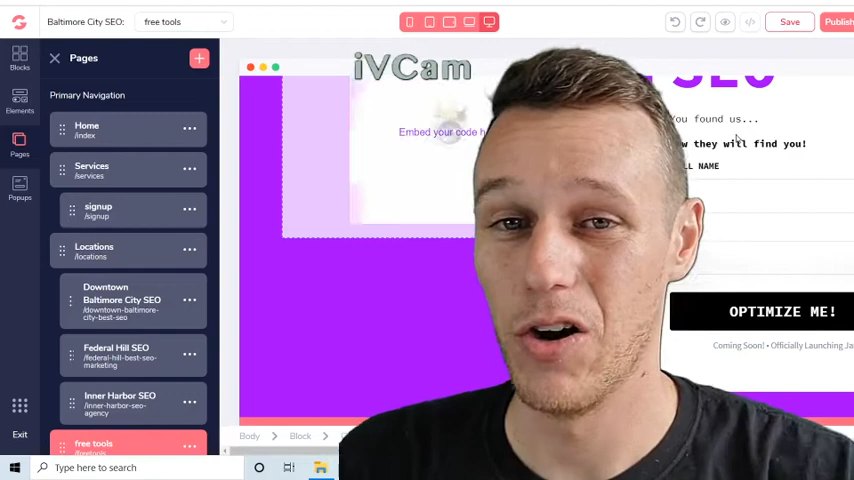 Baltimore City SEO:
free tools
Save
Publish
Blocks
Elements
Pages
Popups
Exit
Pages
Primary Navigation
Home
/index
Services
/services
signup
/signup
Locations
/locations
Downtown
Baltimore City SEO
/downtown-baltimore-
city-best-seo
Federal Hill SEO
/federal-hill-best-seo-
marketing
Inner Harbor SEO
/inner-harbor-seo-
agency
free tools
/freetools
iVCam
Embed your code h
SEO
You found us...
w they will find you!
LL NAME
OPTIMIZE ME!
Coming Soon! • Officially Launching Ja
Body
Block
Type here to search